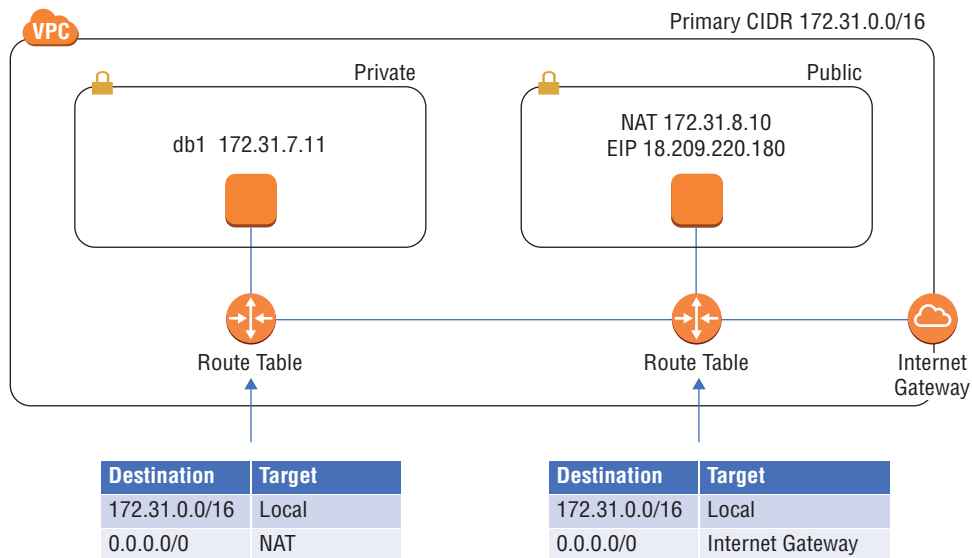 VPC
Primary CIDR 172.31.0.0/16
Private
Public
db1 172.31.7.11
NAT 172.31.8.10
EIP 18.209.220.180
Route Table
Route Table
Internet
Gateway
Destination Target
172.31.0.0/16 Local
0.0.0.0/0 NAT
Destination Target
172.31.0.0/16 Local
0.0.0.0/0 Internet Gateway